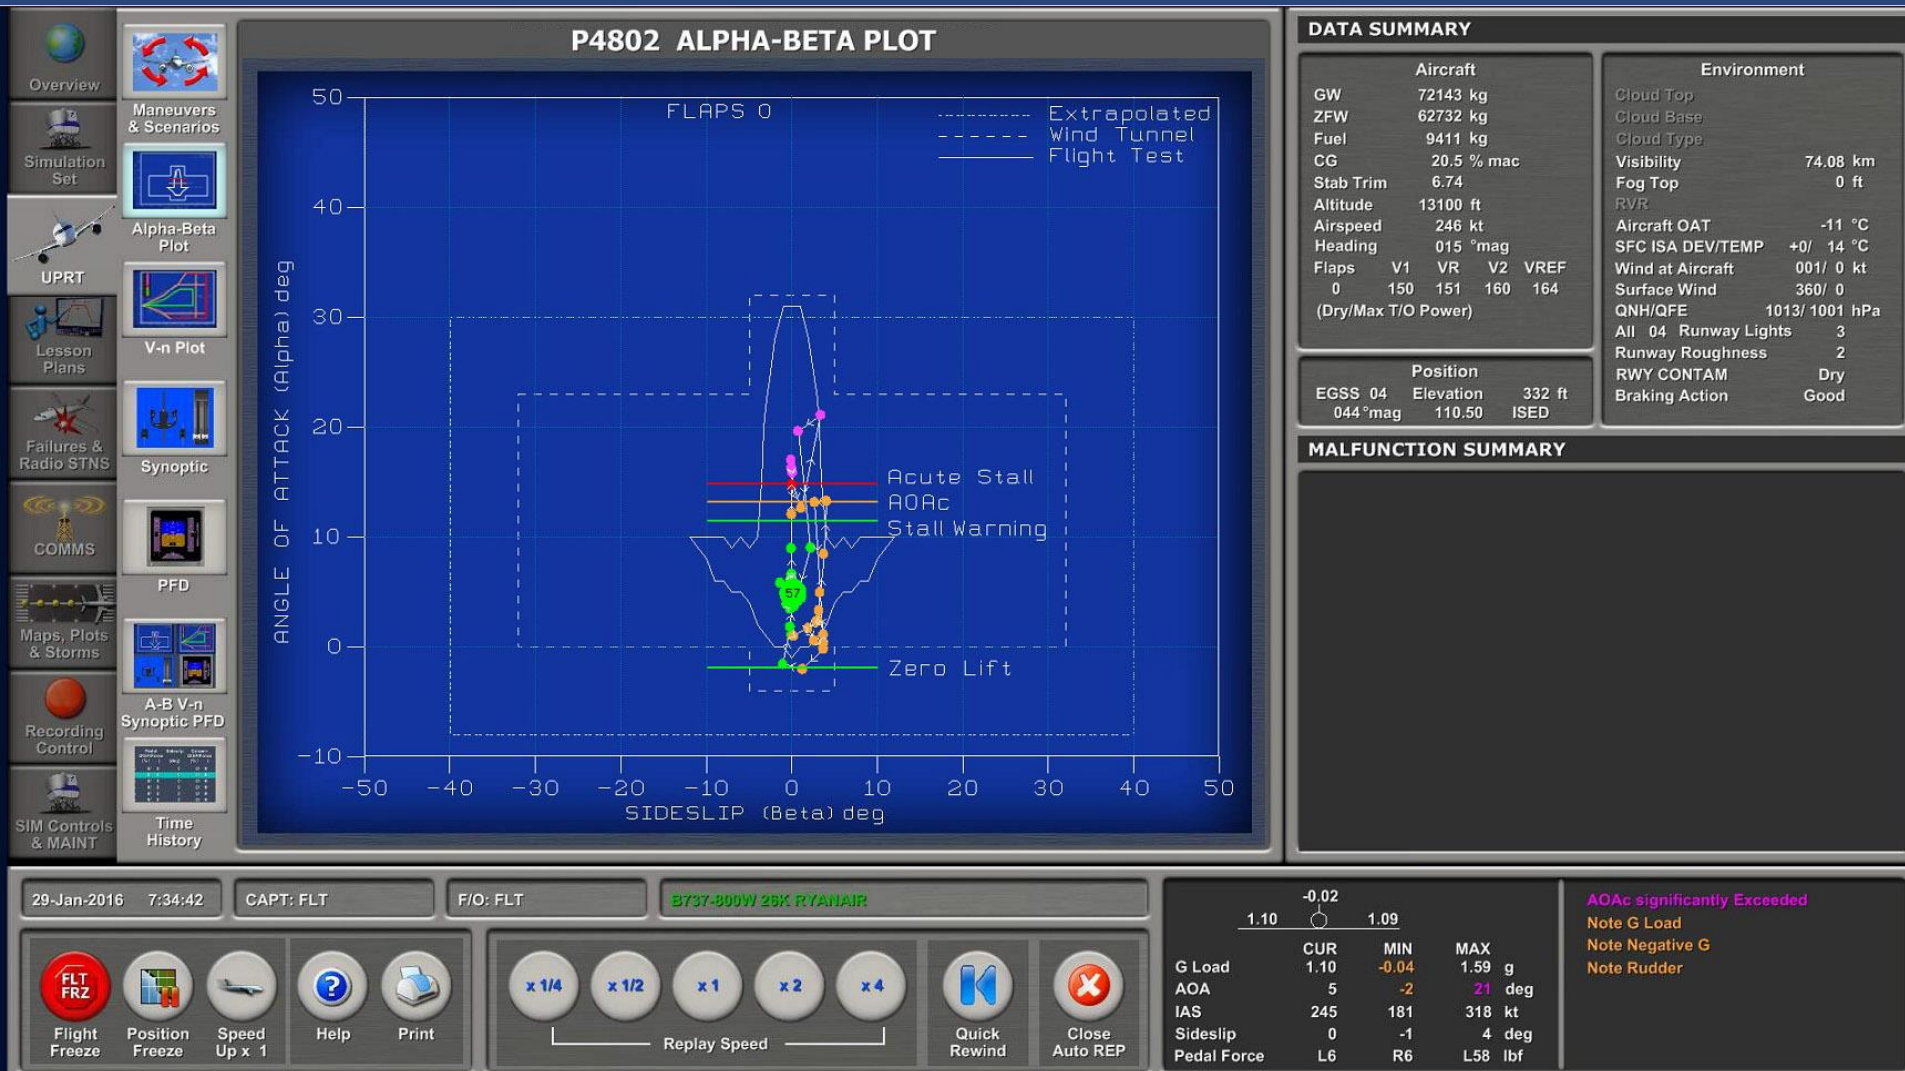 Overview
Simulation
Set
UPRT
Lesson
Plans
Failures &
Radio STNS
COMMS
Maps, Plots
& Storms
Recording
Control
SIM Controls
& MAINT
Maneuvers
& Scenarios
Alpha-Beta
Plot
V-n Plot
Synoptic
PFD
A-B V-n
Synoptic PFD
Time
History
P4802 ALPHA-BETA PLOT
FLAPS 0
Extrapolated
Wind Tunnel
Flight Test
ANGLE OF ATTACK (Alpha) deg
50
40
30
20
10
0
-10
Acute Stall
AOAc
Stall Warning
57
Zero Lift
-50 -40 -30 -20 -10 0 10 20 30 40 50
SIDESLIP (Beta) deg
DATA SUMMARY
Aircraft
GW 72143 kg
ZFW 62732 kg
Fuel 9411 kg
CG 20.5 % mac
Stab Trim 6.74
Altitude 13100 ft
Airspeed 246 kt
Heading 015 °mag
Flaps V1 VR V2 VREF
0 150 151 160 164
(Dry/Max T/O Power)
Position
EGSS 04 Elevation 332 ft
044°mag 110.50 ISED
Environment
Cloud Top
Cloud Base
Cloud Type
Visibility 74.08 km
Fog Top 0 ft
RVR
Aircraft OAT -11 °C
SFC ISA DEV/TEMP +0/ 14 °C
Wind at Aircraft 001/ 0 kt
Surface Wind 360/ 0
QNH/QFE 1013/ 1001 hPa
All 04 Runway Lights 3
Runway Roughness 2
RWY CONTAM Dry
Braking Action Good
MALFUNCTION SUMMARY
29-Jan-2016 7:34:42
CAPT: FLT
F/O: FLT
B737-800W 26K RYANAIR
FLT
FRZ
Flight
Freeze
Position
Freeze
Speed
Up x 1
Help
Print
x 1/4
x 1/2
x 1
x 2
x 4
Replay Speed
Quick
Rewind
Close
Auto REP
-0.02
1.10 1.09
CUR MIN MAX
G Load 1.10 -0.04 1.59 g
AOA 5 -2 21 deg
IAS 245 181 318 kt
Sideslip 0 -1 4 deg
Pedal Force L6 R6 L58 lbf
AOAc significantly Exceeded
Note G Load
Note Negative G
Note Rudder